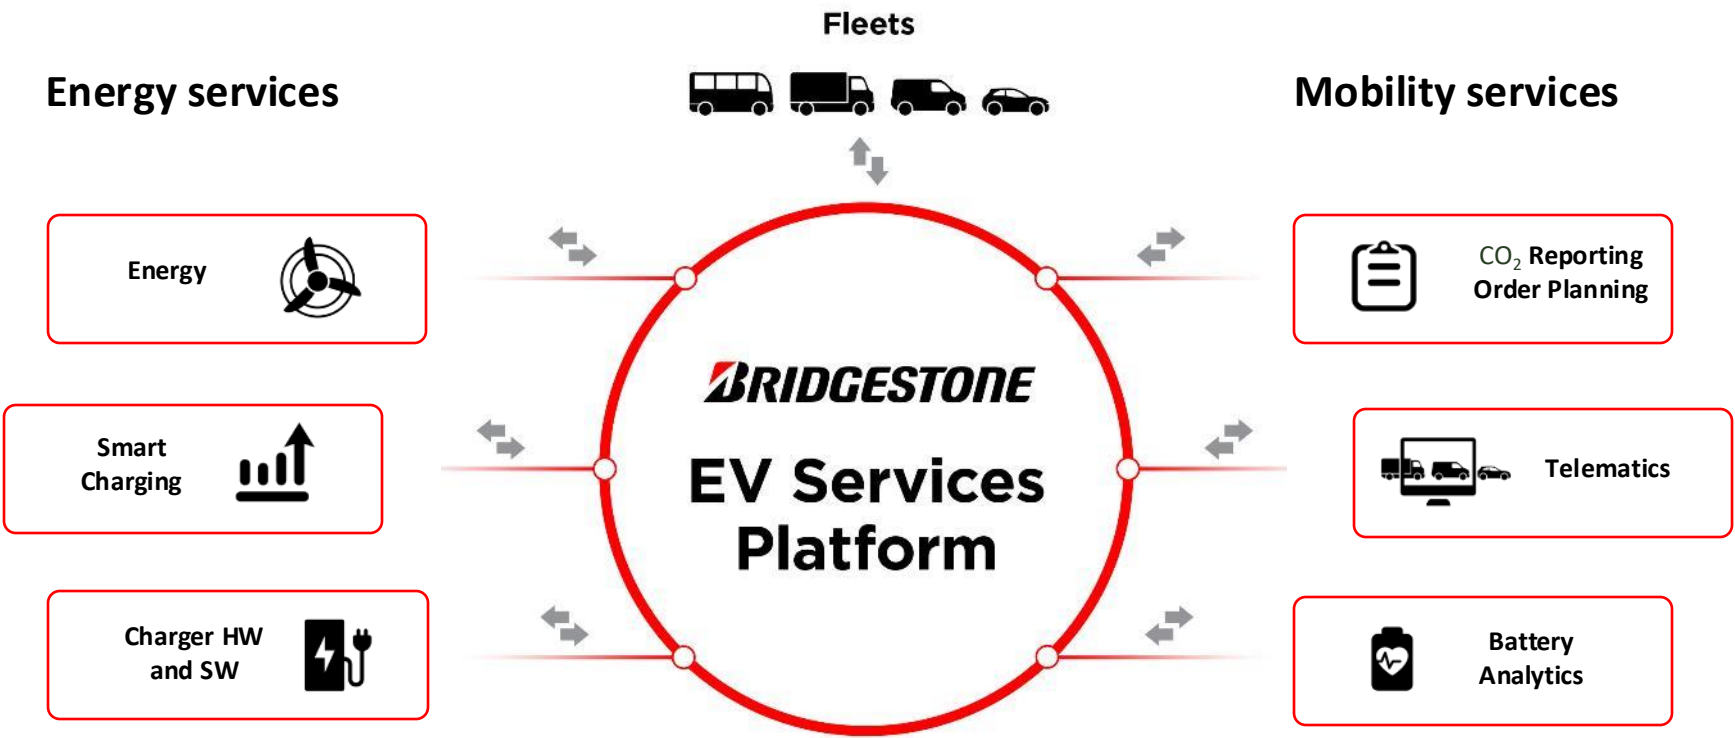 Fleets
Energy services
Mobility services
Energy
CO₂ Reporting
Order Planning
BRIDGESTONE
Smart
Charging
EV Services
Platform
Telematics
Charger HW
and SW
Battery
Analytics